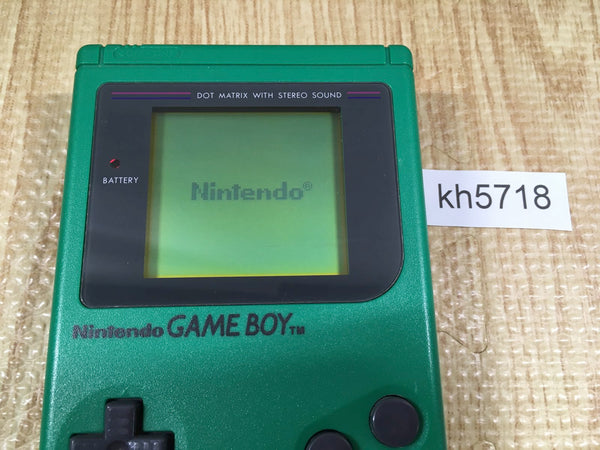 DOT MATRIX WITH STEREO SOUND
BATTERY
Nintendo®
kh5718
Nintendo GAME BOY™